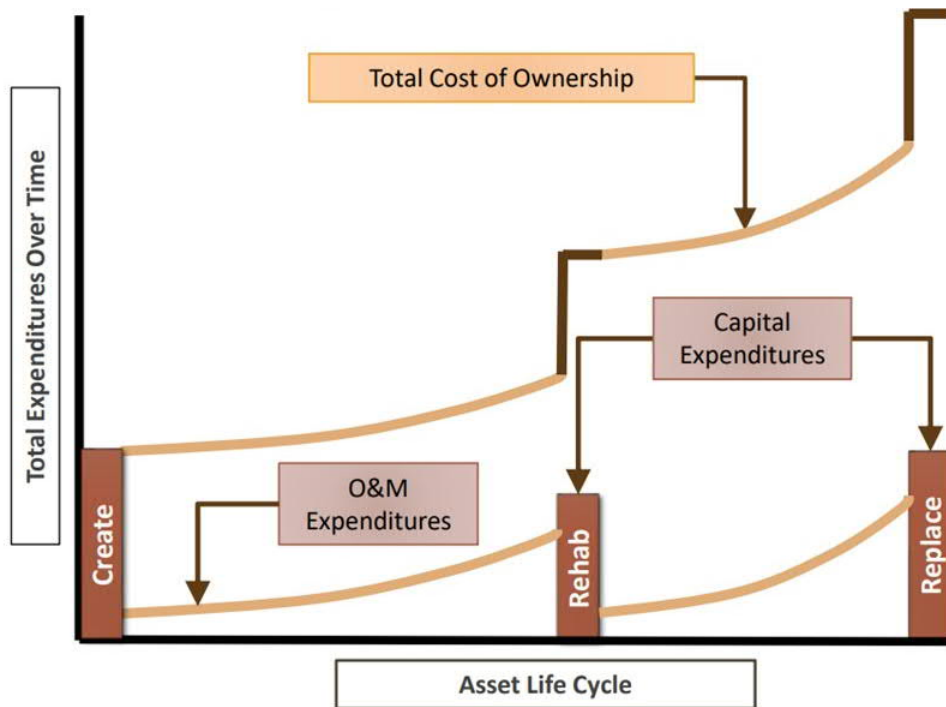 Total Cost of Ownership
Total Expenditures Over Time
Capital
Expenditures
O&M
Expenditures
Create
Rehab
Replace
Asset Life Cycle